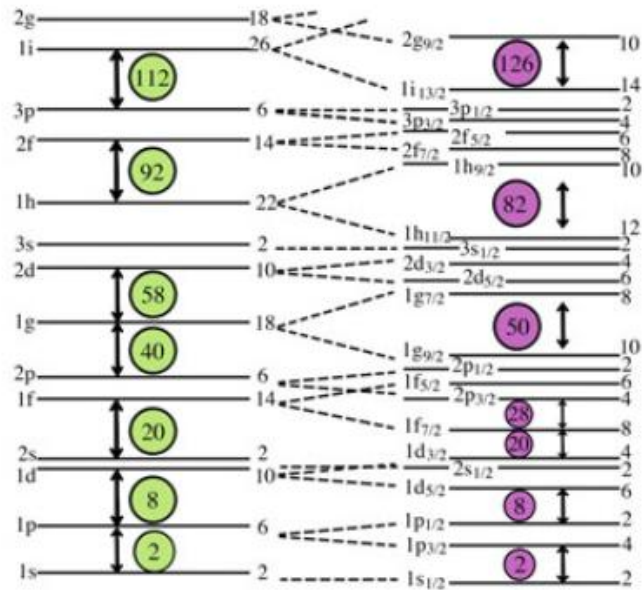 2g 18
1i 26
112
3p 6
2f 14
92
1h 22
3s 2
2d 10
58
1g 18
40
2p 6
1f 14
20
2s 2
1d 10
8
1p 6
2
1s 2
2g9/2 10
126
1i13/2 14
3p1/2 2
3p3/2 4
2f5/2 6
2f7/2 8
1h9/2 10
82
1h11/2 12
3s1/2 2
2d3/2 4
2d5/2 6
1g7/2 8
50
1g9/2 10
2p1/2 2
1f5/2 6
2p3/2 4
28
1f7/2 8
20
1d3/2 4
2s1/2 2
1d5/2 6
8
1p1/2 2
1p3/2 4
2
1s1/2 2